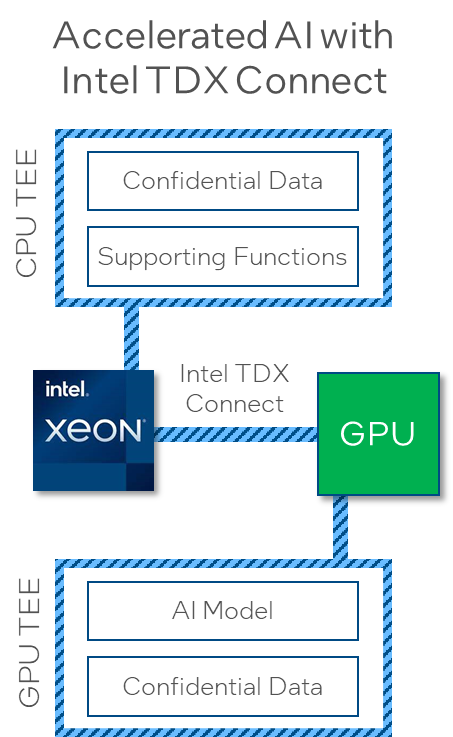 Accelerated AI with
Intel TDX Connect
CPU TEE
Confidential Data
Supporting Functions
intel.
xeon®
Intel TDX
Connect
GPU
GPU TEE
AI Model
Confidential Data